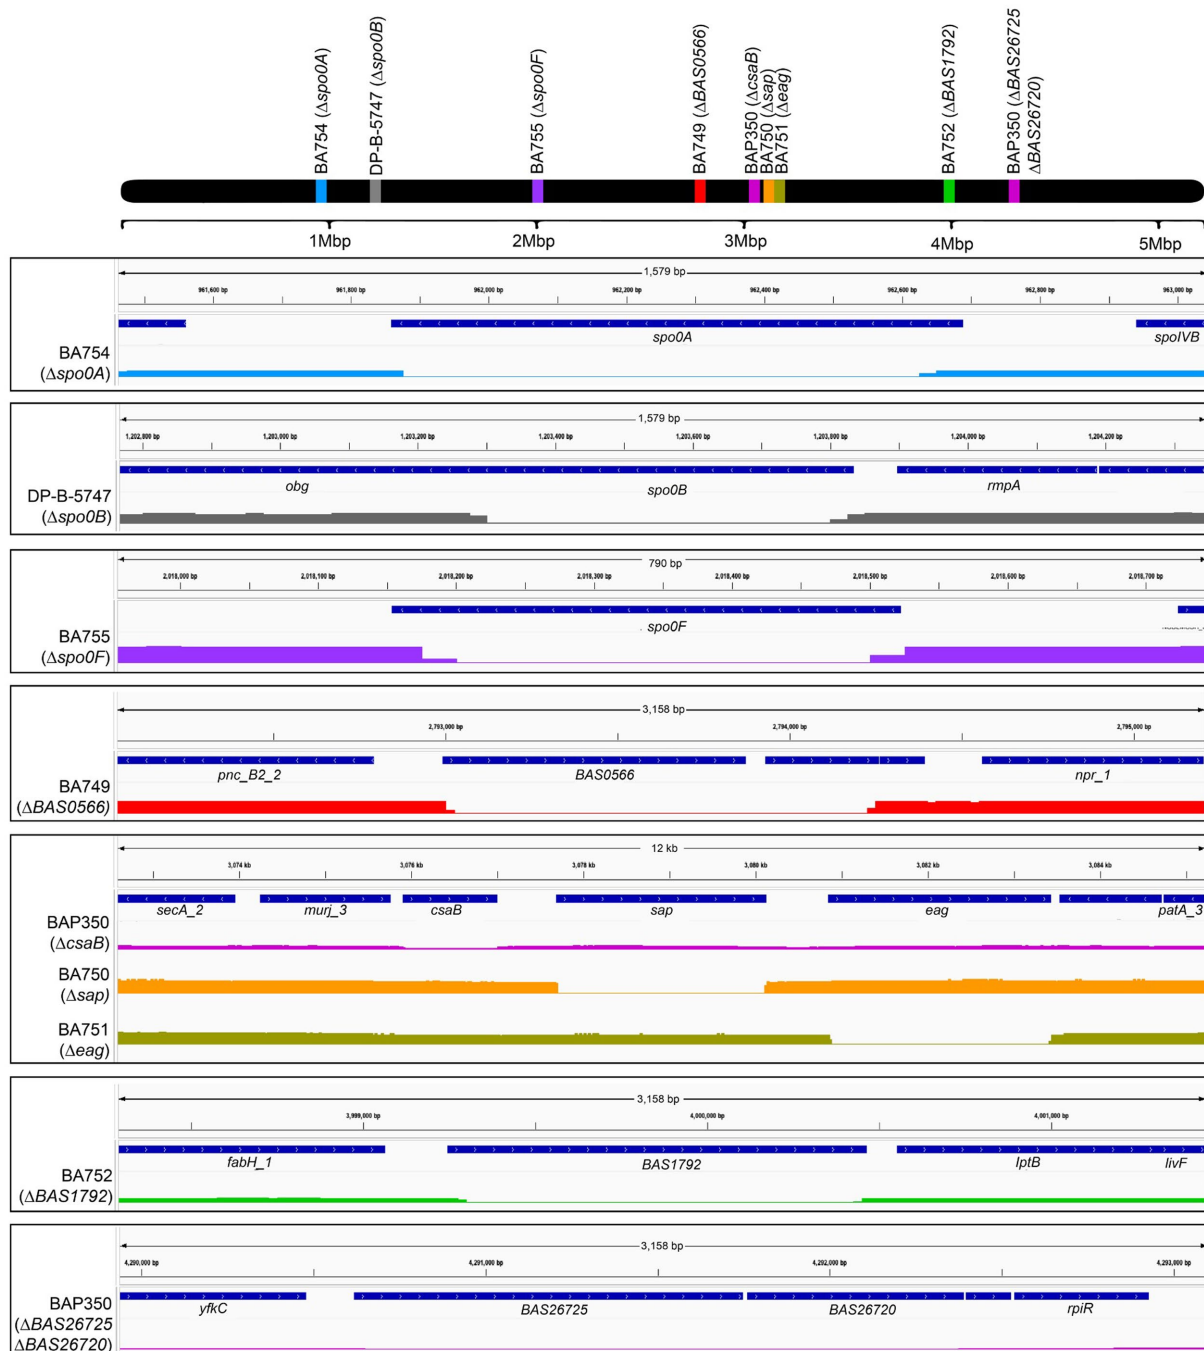 BA754 (Δspo0A)
DP-B-5747 (Δspo0B)
BA755 (Δspo0F)
BA749 (ΔBAS0566)
BAP350 (ΔcsaB)
BA750 (Δsap)
BA751 (Δeag)
BA752 (ΔBAS1792)
BAP350 (ΔBAS26725
ΔBAS26720)
1Mbp 2Mbp 3Mbp 4Mbp 5Mbp
1,579 bp
961,600 bp 961,800 bp 962,000 bp 962,200 bp 962,400 bp 962,600 bp 962,800 bp 963,000 bp
spo0A spoIVB
BA754
(Δspo0A)
1,579 bp
1,202,800 bp 1,203,000 bp 1,203,200 bp 1,203,400 bp 1,203,600 bp 1,203,800 bp 1,204,000 bp 1,204,200 bp
obg spo0B rmpA
DP-B-5747
(Δspo0B)
790 bp
2,018,000 bp 2,018,100 bp 2,018,200 bp 2,018,300 bp 2,018,400 bp 2,018,500 bp 2,018,600 bp 2,018,700 bp
spo0F
BA755
(Δspo0F)
3,158 bp
2,793,000 bp 2,794,000 bp 2,795,000 bp
pnc_B2_2 BAS0566 npr_1
BA749
(ΔBAS0566)
12 kb
3,074 kb 3,076 kb 3,078 kb 3,080 kb 3,082 kb 3,084 kb
secA_2 murj_3 csaB sap eag patA_3
BAP350
(ΔcsaB)
BA750
(Δsap)
BA751
(Δeag)
3,158 bp
3,999,000 bp 4,000,000 bp 4,001,000 bp
fabH_1 BAS1792 lptB livF
BA752
(ΔBAS1792)
3,158 bp
4,290,000 bp 4,291,000 bp 4,292,000 bp 4,293,000 bp
yfkC BAS26725 BAS26720 rpiR
BAP350
(ΔBAS26725
ΔBAS26720)